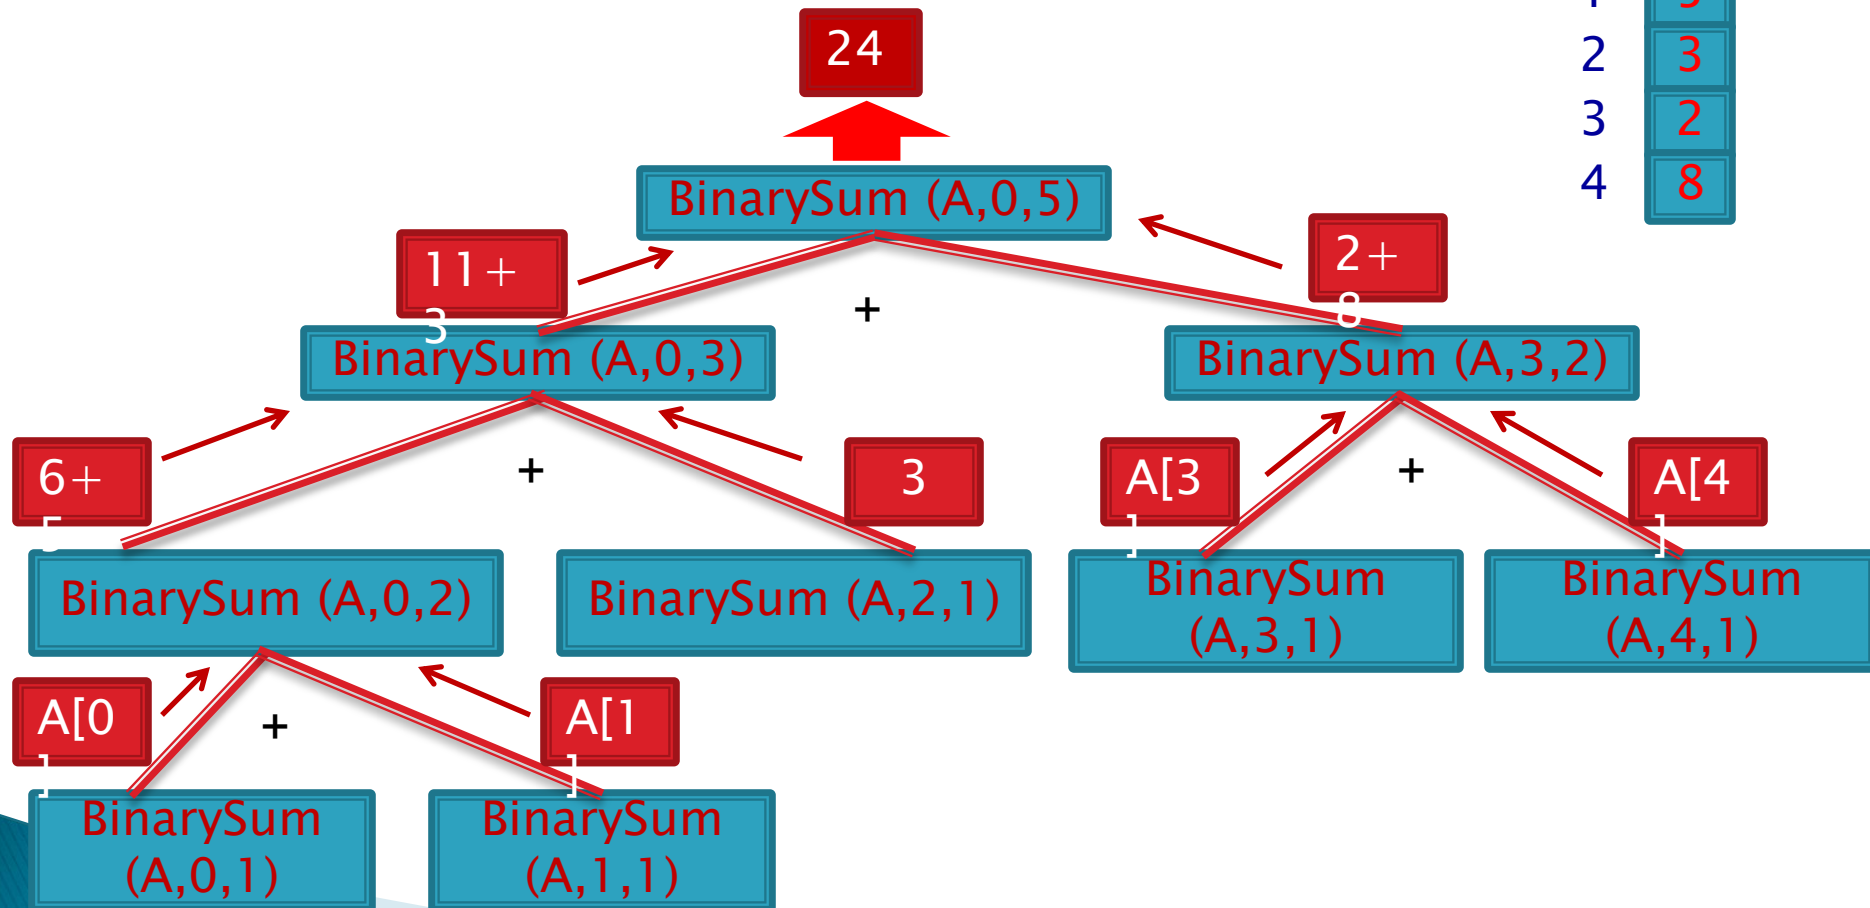 24
2 3
3 2
4 8
BinarySum (A,0,5)
11+
3
2+
8
+
BinarySum (A,0,3)
BinarySum (A,3,2)
6+
+
3
A[3
]
+
A[4
]
BinarySum (A,0,2)
BinarySum (A,2,1)
BinarySum
(A,3,1)
BinarySum
(A,4,1)
A[0
]
+
A[1
]
BinarySum
(A,0,1)
BinarySum
(A,1,1)